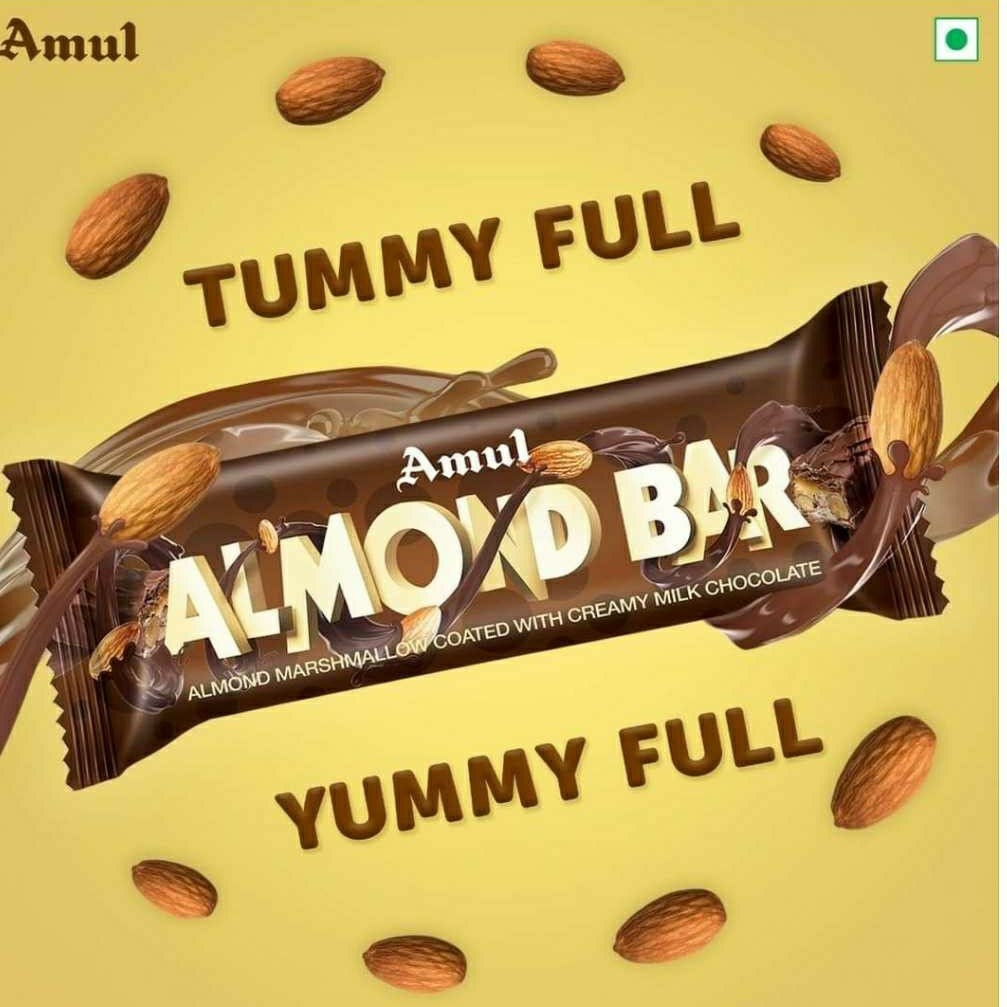 Amul
TUMMY FULL
Amul
ALMOND BAR
ALMOND MARSHMALLOW COATED WITH CREAMY MILK CHOCOLATE
YUMMY FULL